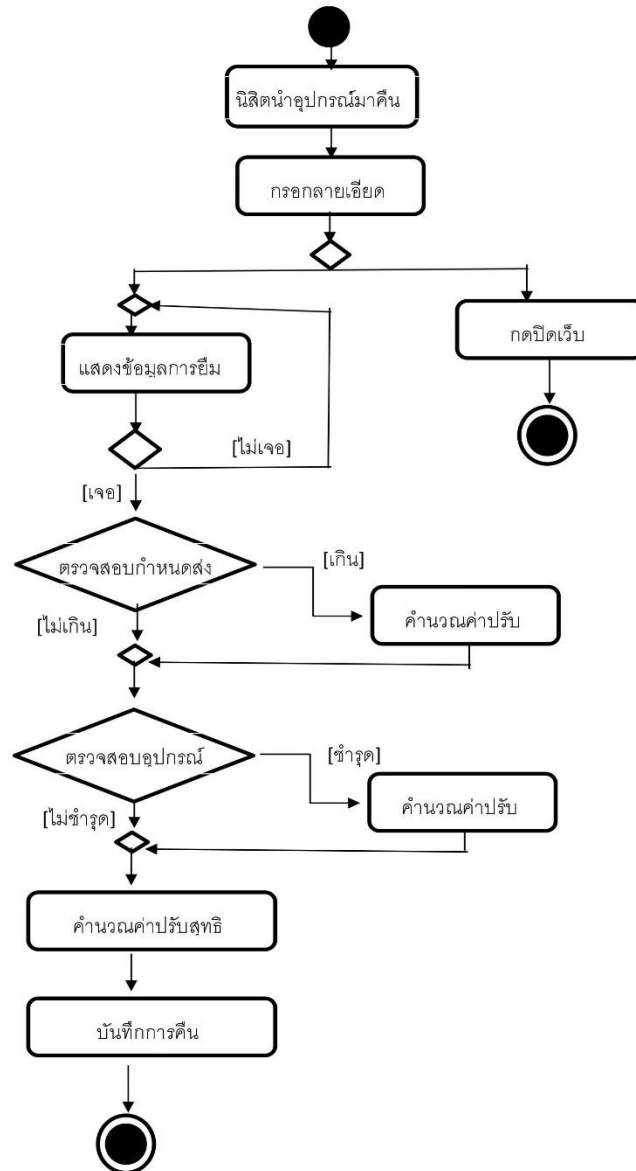 นิสิตนำอุปกรณ์มาคืน
กรอกลายเอียด
กดปิดเว็บ
แสดงข้อมูลการยืม
[ไม่เจอ]
[เจอ]
ตรวจสอบกำหนดส่ง
[เกิน]
คำนวณค่าปรับ
[ไม่เกิน]
ตรวจสอบอุปกรณ์
[ชำรุด]
คำนวณค่าปรับ
[ไม่ชำรุด]
คำนวณค่าปรับสุทธิ
บันทึกการคืน